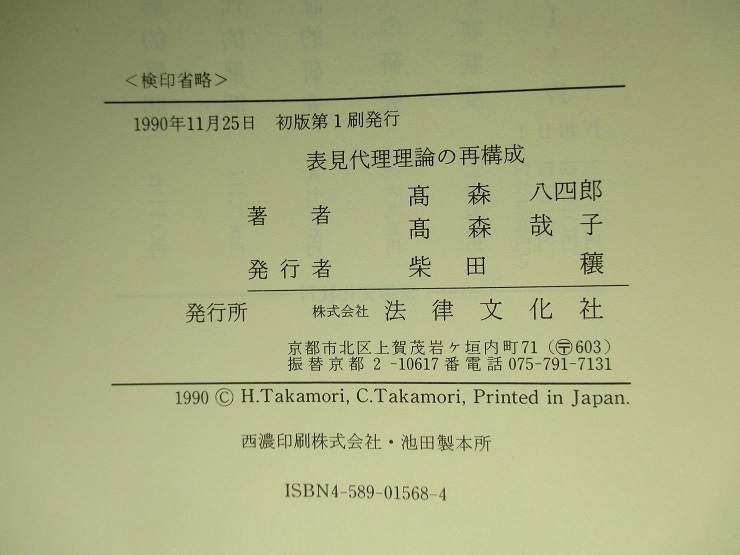 <検印省略>
1990年11月25日 初版第1刷発行
表見代理理論の再構成
著者 髙森 八四郎
髙森 哉子
発行者 柴田 穰
発行所 株式会社 法律文化社
京都市北区上賀茂岩ヶ垣内町71(〶603)
振替京都2-10617番電話075-791-7131
1990 © H.Takamori, C.Takamori, Printed in Japan.
西濃印刷株式会社・池田製本所
ISBN4-589-01568-4